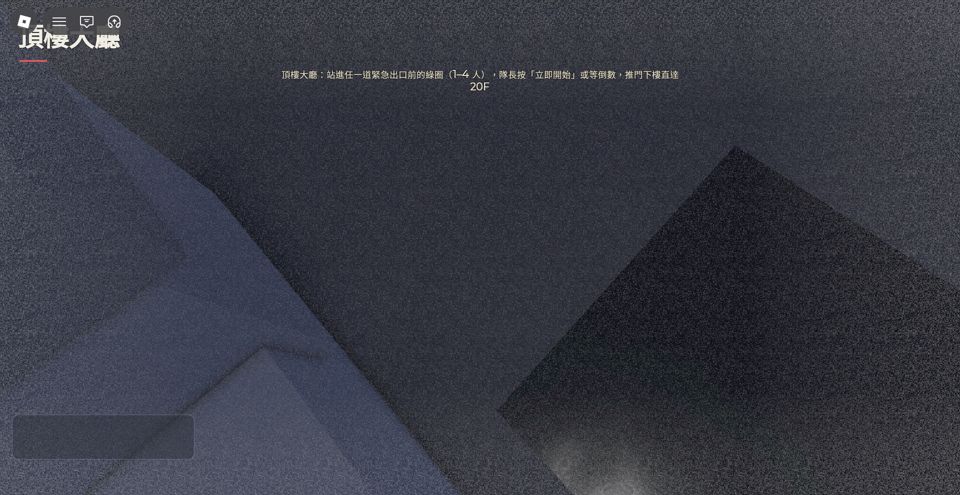 頂樓大廳
頂樓大廳：站進任一道緊急出口前的綠圈（1–4 人），隊長按「立即開始」或等倒數，推門下樓直達
20F